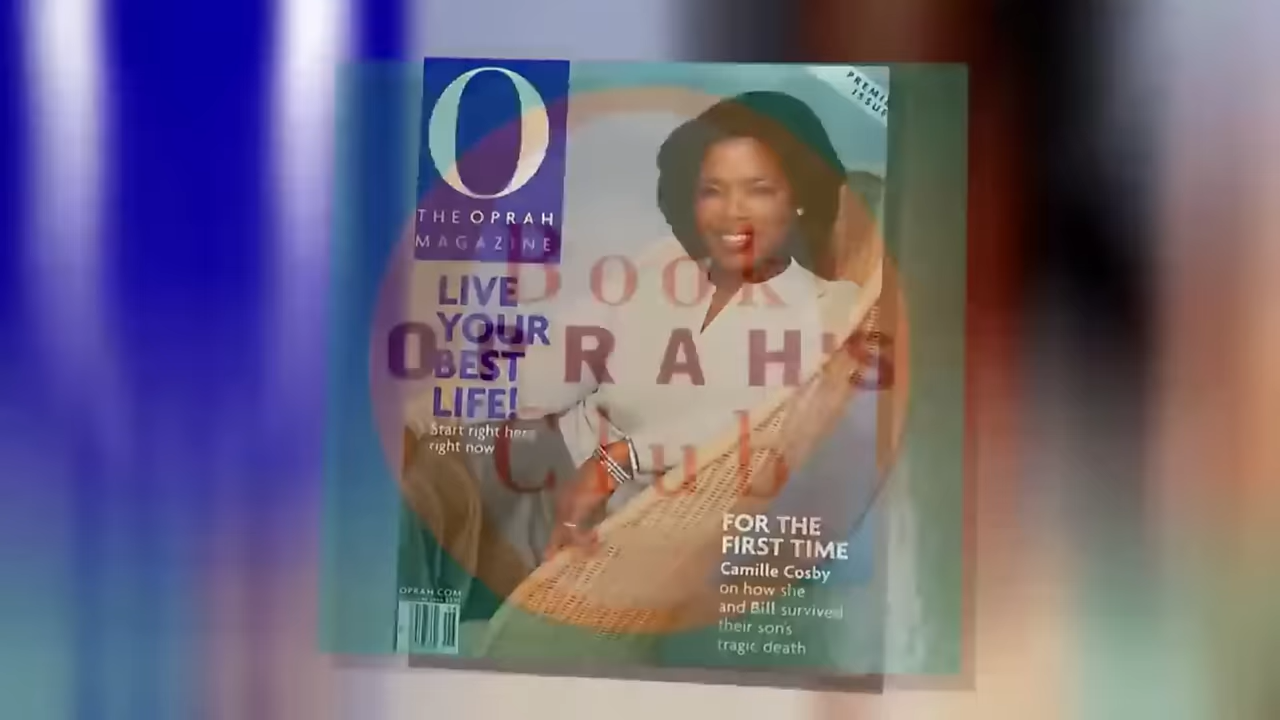 O
THE OPRAH
MAGAZINE
PREMIE
ISSUE
LIVE
YOUR
BEST
LIFE!
Start right here
right now
Book
OPRAH'S
Club
FOR THE
FIRST TIME
Camille Cosby
on how she
and Bill survived
their son's
tragic death
OPRAH.COM